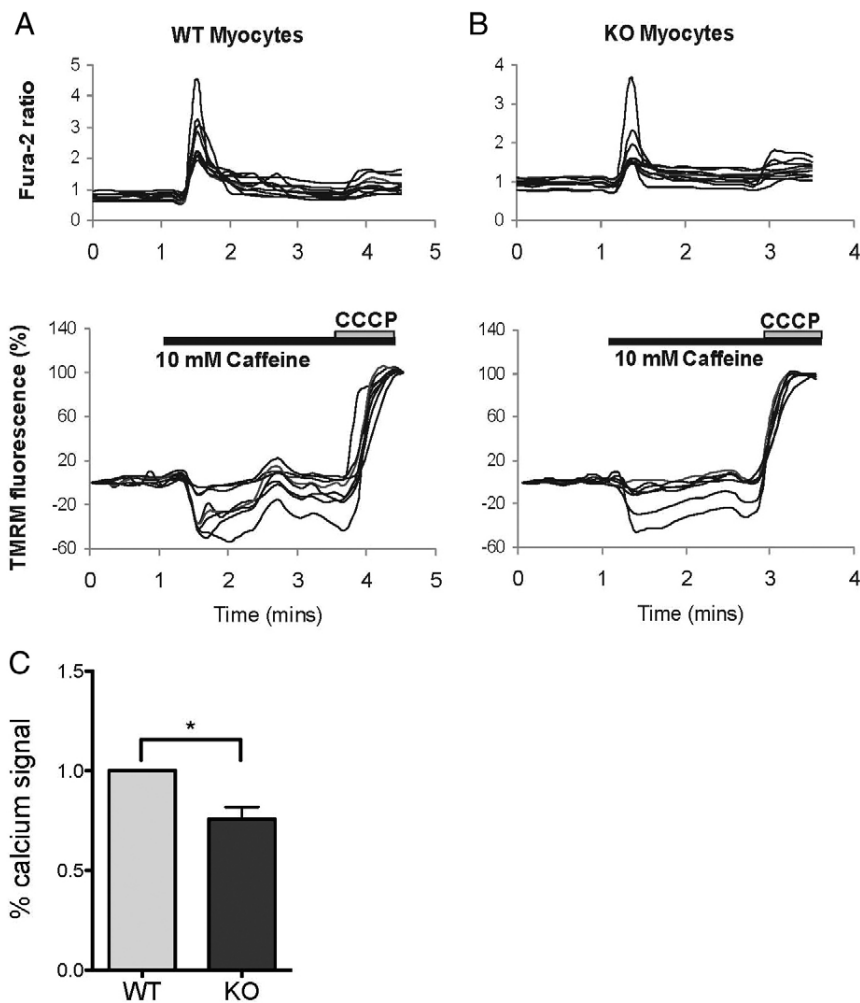 A
WT Myocytes
Fura-2 ratio
5
4
3
2
1
0
0 1 2 3 4 5
B
KO Myocytes
4
3
2
1
0
0 1 2 3 4
TMRM fluorescence (%)
140
100
60
20
-20
-60
CCCP
10 mM Caffeine
0 1 2 3 4 5
Time (mins)
140
100
60
20
-20
-60
CCCP
10 mM Caffeine
0 1 2 3 4
Time (mins)
C
% calcium signal
1.5
1.0
0.5
0.0
*
WT KO